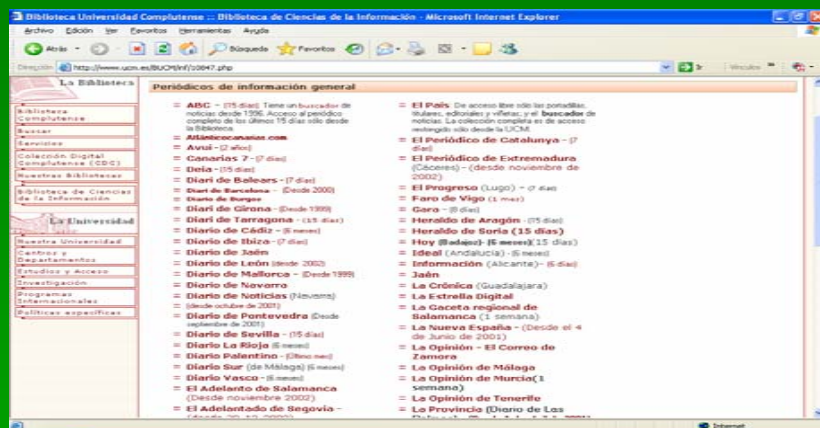 Biblioteca Universidad Complutense :: Biblioteca de Ciencias de la Información - Microsoft Internet Explorer
Archivo Edición Ver Favoritos Herramientas Ayuda
Atrás Búsqueda Favoritos
Dirección http://www.ucm.es/BUCM/inf/10047.php Ir Vínculos
La Biblioteca
Biblioteca Complutense
Buscar
Servicios
Colección Digital
Complutense (CDC)
Nuestras Bibliotecas
Biblioteca de Ciencias
de la Información
La Universidad
Nuestra Universidad
Centros y
Departamentos
Estudios y Acceso
Investigación
Programas
Internacionales
Políticas específicas
Periódicos de información general
ABC - (15 días) Tiene un buscador de
noticias desde 1996. Acceso al periódico
completo de los últimos 15 días sólo desde
la Biblioteca.
Atlánticocanarias.com
Avui - (2 años)
Canarias 7 - (7 días)
Deia - (15 días)
Diari de Balears - (7 días)
Diari de Barcelona - (Desde 2000)
Diario de Burgos
Diari de Girona - (Desde 1999)
Diari de Tarragona - (15 días)
Diario de Cádiz - (6 meses)
Diario de Ibiza - (7 días)
Diario de Jaén
Diario de León (desde 2002)
Diario de Mallorca - (Desde 1999)
Diario de Navarra
Diario de Noticias (Navarra)
(desde octubre de 2001)
Diario de Pontevedra (Desde
septiembre de 2001)
Diario de Sevilla - (15 días)
Diario La Rioja (6 meses)
Diario Palentino - (Último mes)
Diario Sur (de Málaga) (6 meses)
Diario Vasco - (6 meses)
El Adelanto de Salamanca
(Desde noviembre 2002)
El Adelantado de Segovia -
El País De acceso libre sólo las portadillas,
titulares, editoriales y viñetas; y el buscador de
noticias. La colección completa es de acceso
restringido sólo desde la UCM.
El Periódico de Catalunya - (7
días)
El Periódico de Extremadura
(Cáceres) - (desde noviembre de
2002)
El Progreso (Lugo) - (7 días)
Faro de Vigo (1 mes)
Gara - (8 días)
Heraldo de Aragón - (15 días)
Heraldo de Soria (15 días)
Hoy (Badajoz)- (6 meses)(15 días)
Ideal (Andalucía) - (6 meses)
Información (Alicante)- (6 días)
Jaén
La Crónica (Guadalajara)
La Estrella Digital
La Gaceta regional de
Salamanca (1 semana)
La Nueva España - (Desde el 4
de Junio de 2001)
La Opinión - El Correo de
Zamora
La Opinión de Málaga
La Opinión de Murcia(1
semana)
La Opinión de Tenerife
La Provincia (Diario de Las
Internet